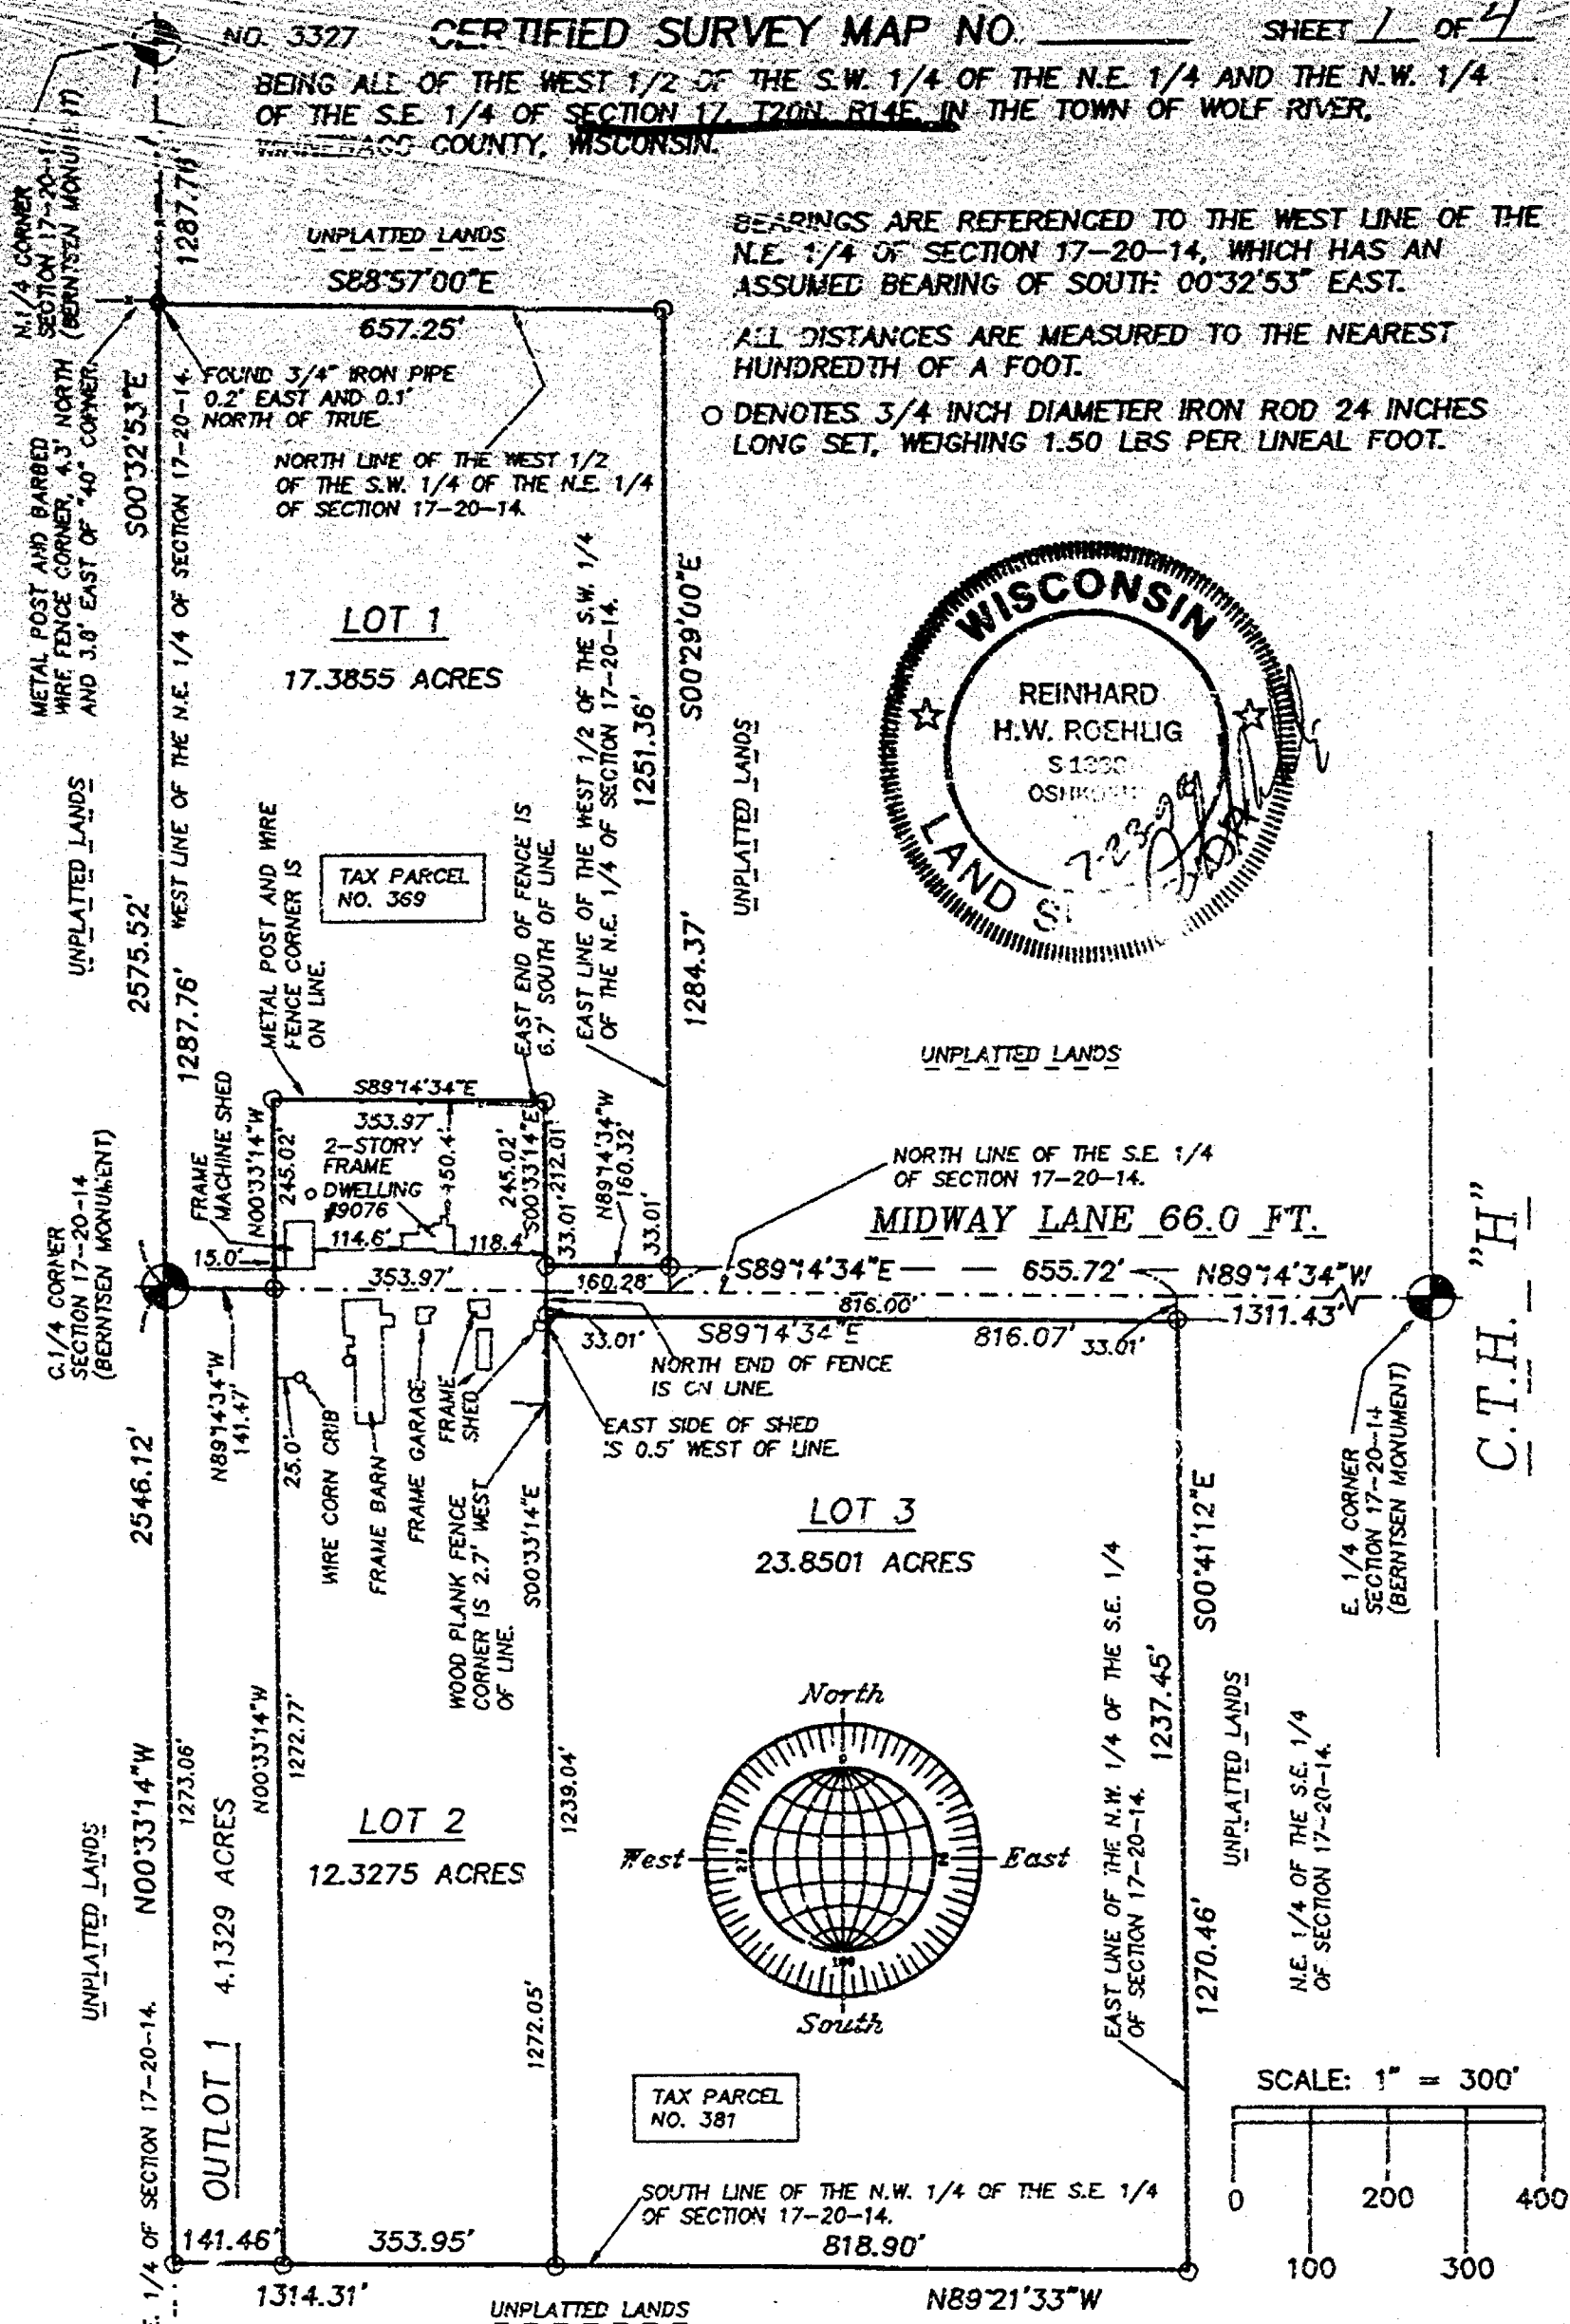 NO. 3327 CERTIFIED SURVEY MAP NO. SHEET 1 OF 4
BEING ALL OF THE WEST 1/2 OF THE S.W. 1/4 OF THE N.E. 1/4 AND THE N.W. 1/4
OF THE S.E. 1/4 OF SECTION 17, T20N, R14E, IN THE TOWN OF WOLF RIVER,
WINNEBAGO COUNTY, WISCONSIN.
N.1/4 CORNER
SECTION 17-20-14
(BERNTSEN MONUMENT)
1287.76'
UNPLATTED LANDS
S88°57'00"E
657.25'
BEARINGS ARE REFERENCED TO THE WEST LINE OF THE
N.E. 1/4 OF SECTION 17-20-14, WHICH HAS AN
ASSUMED BEARING OF SOUTH 00°32'53" EAST.
ALL DISTANCES ARE MEASURED TO THE NEAREST
HUNDREDTH OF A FOOT.
O DENOTES 3/4 INCH DIAMETER IRON ROD 24 INCHES
LONG SET, WEIGHING 1.50 LBS PER LINEAL FOOT.
FOUND 3/4" IRON PIPE
0.2' EAST AND 0.1'
NORTH OF TRUE.
METAL POST AND BARBED
WIRE FENCE CORNER, 4.3' NORTH
AND 3.8' EAST OF "40" CORNER.
S00°32'53"E
WEST LINE OF THE N.E. 1/4 OF SECTION 17-20-14.
NORTH LINE OF THE WEST 1/2
OF THE S.W. 1/4 OF THE N.E. 1/4
OF SECTION 17-20-14.
LOT 1
17.3855 ACRES
EAST LINE OF THE WEST 1/2 OF THE S.W. 1/4
OF THE N.E. 1/4 OF SECTION 17-20-14.
1251.36'
S00°29'00"E
1284.37'
UNPLATTED LANDS
WISCONSIN
REINHARD
H.W. ROEHLIG
OSHKOSH
LAND
7-23-
UNPLATTED LANDS
2575.52'
1287.76'
METAL POST AND WIRE
FENCE CORNER IS
ON LINE.
TAX PARCEL
NO. 369
EAST END OF FENCE IS
6.7' SOUTH OF LINE.
UNPLATTED LANDS
S89°14'34"E
353.97'
FRAME
MACHINE SHED
N00°33'14"W
245.02'
2-STORY
FRAME
DWELLING
#9076
150.4'
245.02'
S00°33'14"E
212.01'
33.01'
N89°14'34"W
160.32'
33.01'
NORTH LINE OF THE S.E. 1/4
OF SECTION 17-20-14.
MIDWAY LANE 66.0 FT.
C.1/4 CORNER
SECTION 17-20-14
(BERNTSEN MONUMENT)
15.0'
114.6'
118.4'
353.97'
160.28'
S89°14'34"E
655.72'
N89°14'34"W
1311.43'
816.00'
33.01'
S89°14'34"E
816.07'
33.01'
C.T.H. "H"
NORTH END OF FENCE
IS ON LINE.
EAST SIDE OF SHED
IS 0.5' WEST OF LINE.
N89°14'34"W
141.47'
25.0'
WIRE CORN CRIB
FRAME BARN
FRAME GARAGE
FRAME
SHED
WOOD PLANK FENCE
CORNER IS 2.7' WEST
OF LINE.
S00°33'14"E
E. 1/4 CORNER
SECTION 17-20-14
(BERNTSEN MONUMENT)
2546.12'
LOT 3
23.8501 ACRES
S00°41'12"E
EAST LINE OF THE N.W. 1/4 OF THE S.E. 1/4
OF SECTION 17-20-14.
1237.45'
1270.46'
UNPLATTED LANDS
N.E. 1/4 OF THE S.E. 1/4
OF SECTION 17-20-14.
North
West
East
South
UNPLATTED LANDS
N00°33'14"W
1273.06'
N00°33'14"W
1272.77'
LOT 2
12.3275 ACRES
1239.04'
1272.05'
OUTLOT 1 4.1329 ACRES
TAX PARCEL
NO. 381
SCALE: 1" = 300'
0 200 400
100 300
SOUTH LINE OF THE N.W. 1/4 OF THE S.E. 1/4
OF SECTION 17-20-14.
1/4 OF SECTION 17-20-14.
141.46'
353.95'
818.90'
1314.31'
N89°21'33"W
UNPLATTED LANDS